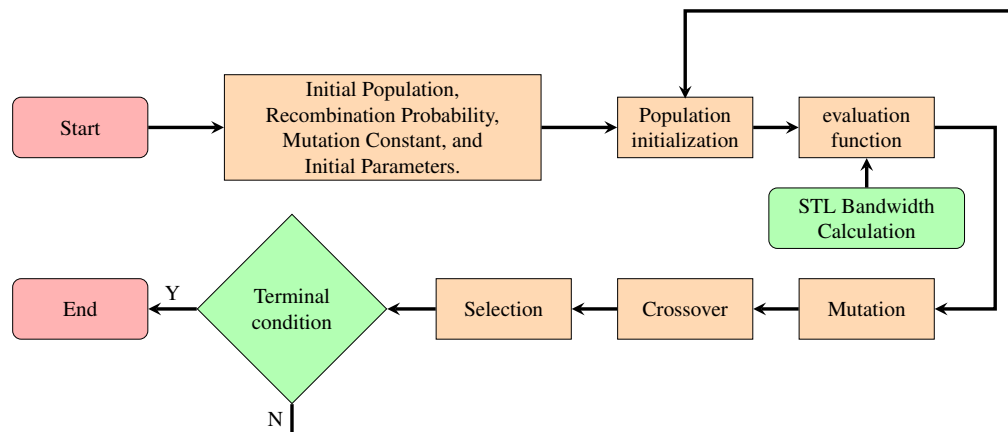 Start
Initial Population,
Recombination Probability,
Mutation Constant, and
Initial Parameters.
Population
initialization
evaluation
function
STL Bandwidth
Calculation
End
Y
Terminal
condition
Selection
Crossover
Mutation
N